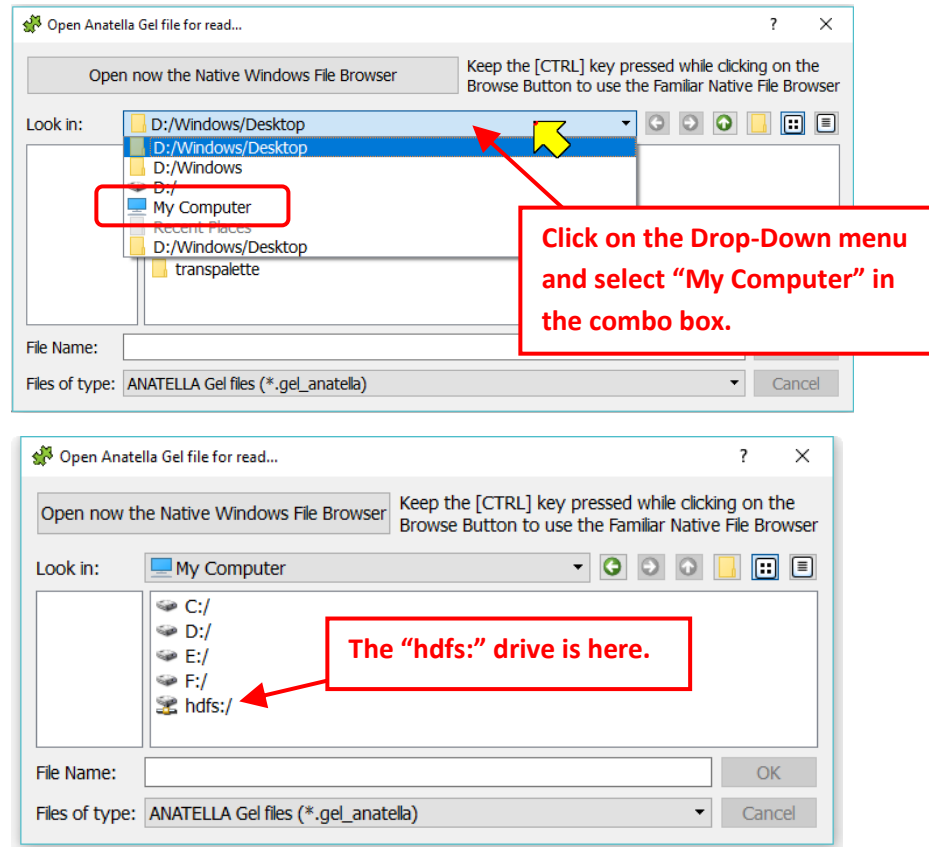 Open Anatella Gel file for read...
?
Open now the Native Windows File Browser
Keep the [CTRL] key pressed while clicking on the
Browse Button to use the Familiar Native File Browser
Look in:
D:/Windows/Desktop
D:/Windows/Desktop
D:/Windows
D:/
My Computer
Recent Places
D:/Windows/Desktop
transpalette
Click on the Drop-Down menu
and select “My Computer” in
the combo box.
File Name:
Files of type:
ANATELLA Gel files (*.gel_anatella)
Cancel
Open Anatella Gel file for read...
?
Open now the Native Windows File Browser
Keep the [CTRL] key pressed while clicking on the
Browse Button to use the Familiar Native File Browser
Look in:
My Computer
C:/
D:/
E:/
F:/
hdfs:/
The “hdfs:” drive is here.
File Name:
OK
Files of type:
ANATELLA Gel files (*.gel_anatella)
Cancel